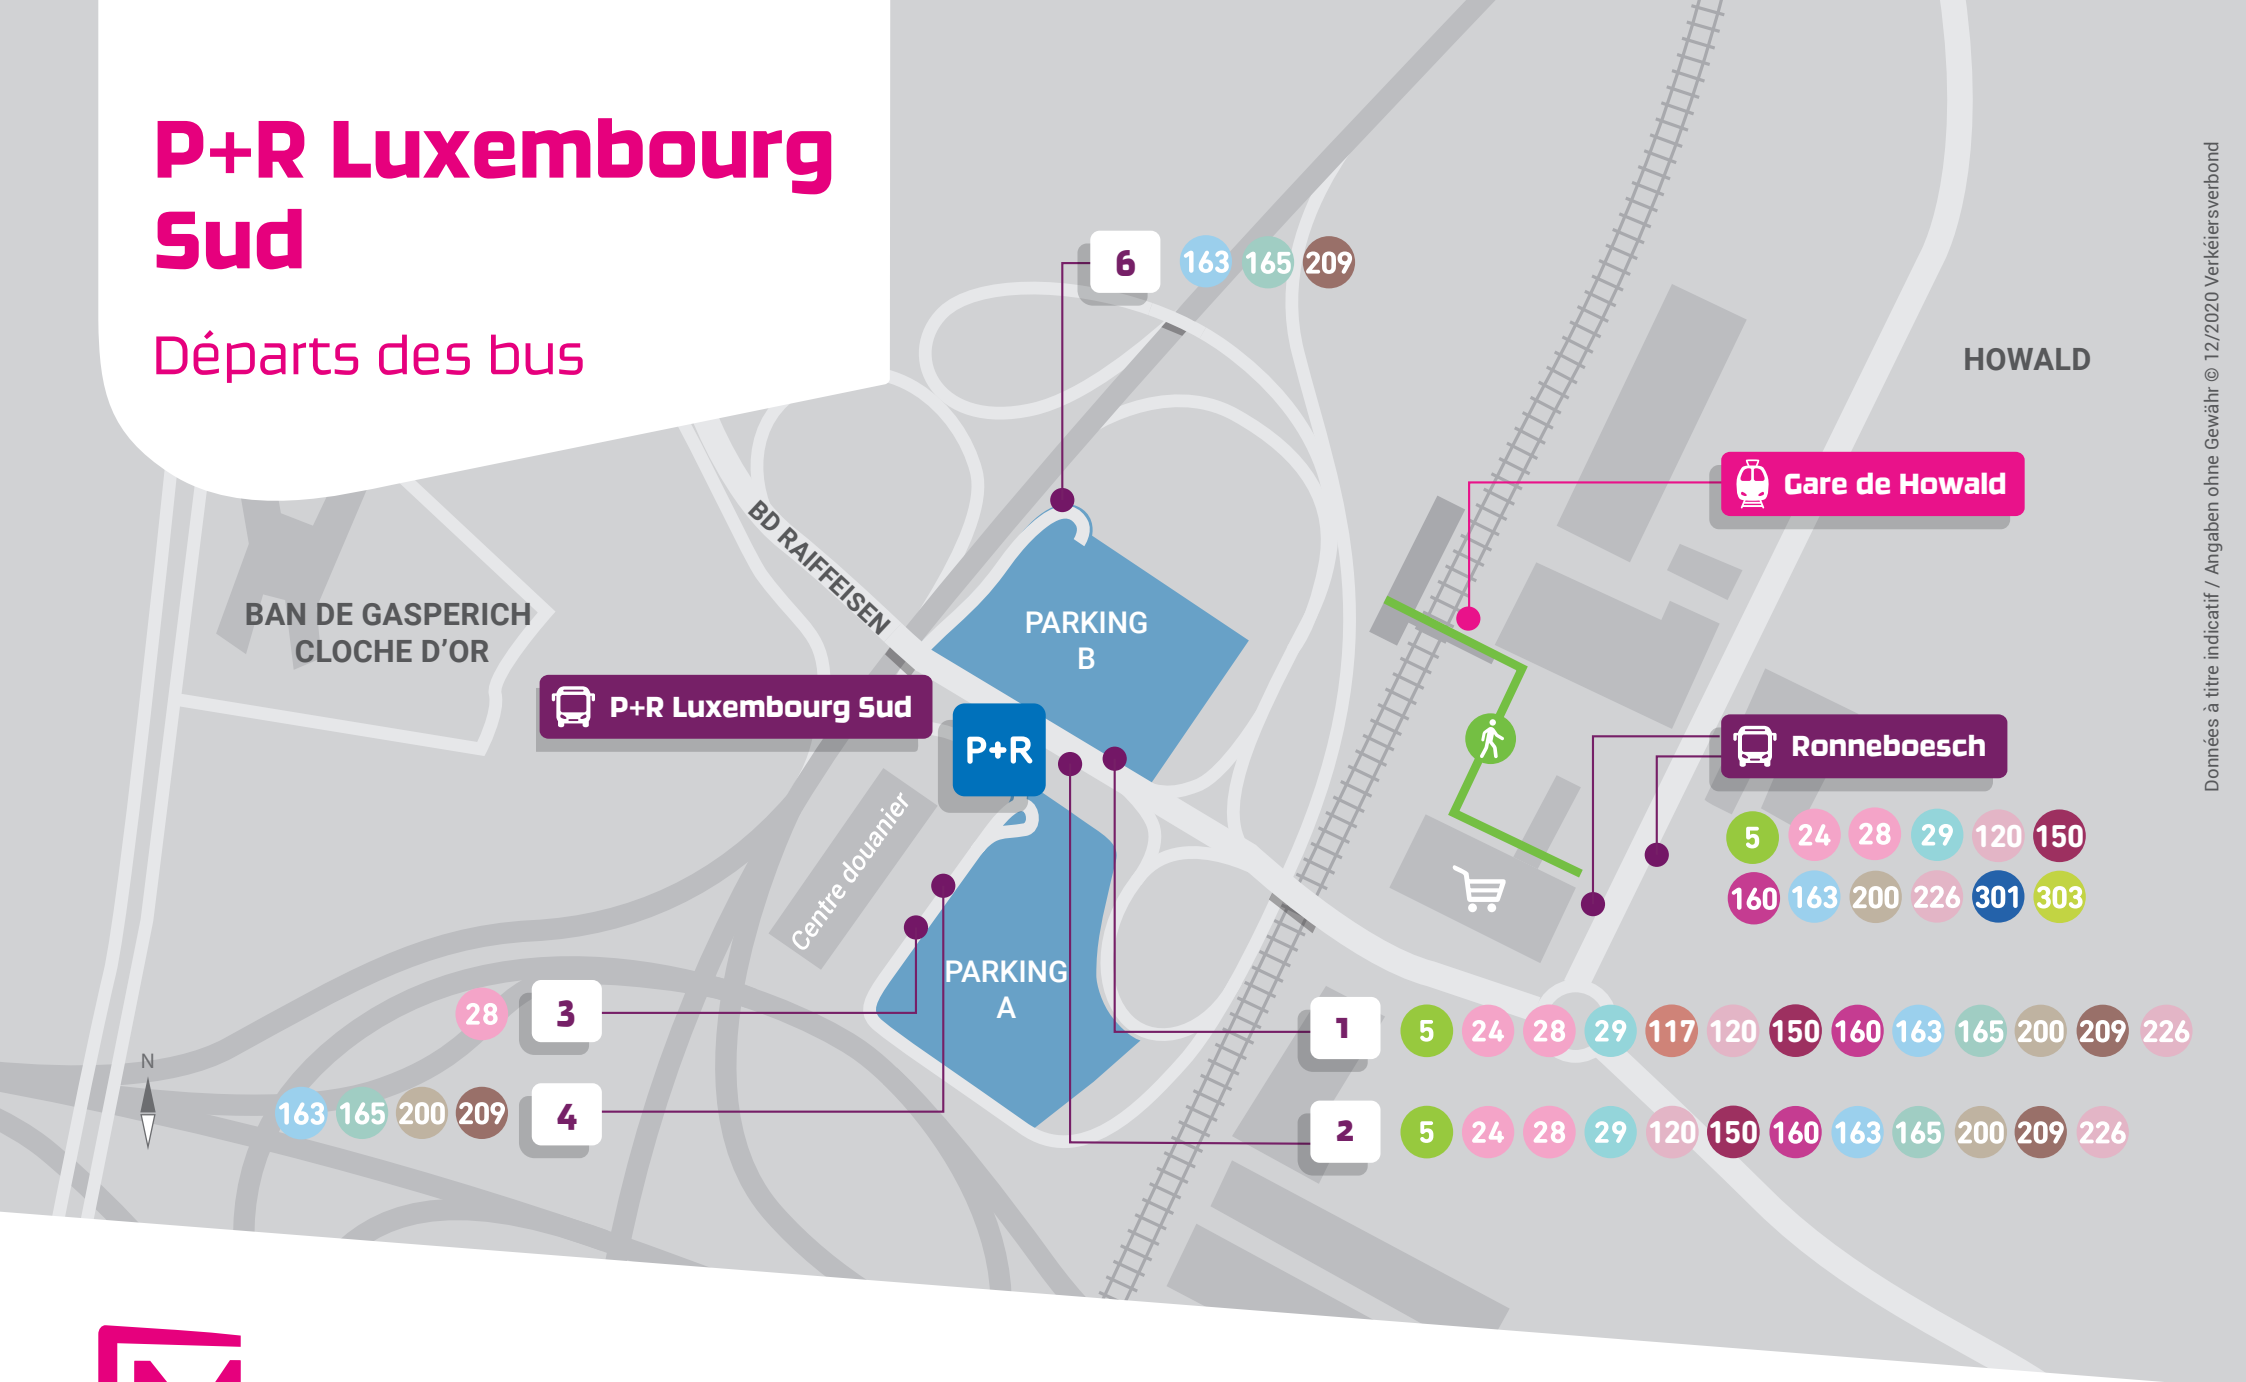 P+R Luxembourg
Sud
Départs des bus
6 163 165 209
HOWALD
Gare de Howald
BD RAIFFEISEN
BAN DE GASPERICH
CLOCHE D'OR
PARKING
B
P+R Luxembourg Sud
P+R
Ronneboesch
5 24 28 29 120 150
160 163 200 226 301 303
Centre douanier
PARKING
A
28 3
163 165 200 209 4
1 5 24 28 29 117 120 150 160 163 165 200 209 226
2 5 24 28 29 120 150 160 163 165 200 209 226
N
Données à titre indicatif / Angaben ohne Gewähr © 12/2020 Verkéiersverbond